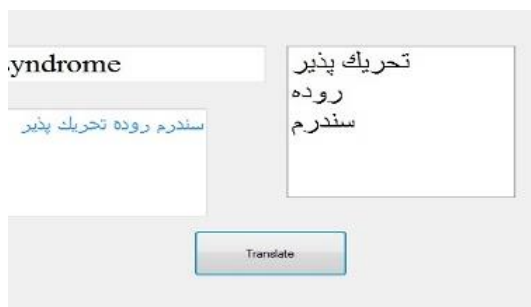 yndrome
تحريك پذير
روده
سندرم
سندرم روده تحريك پذير
Translate